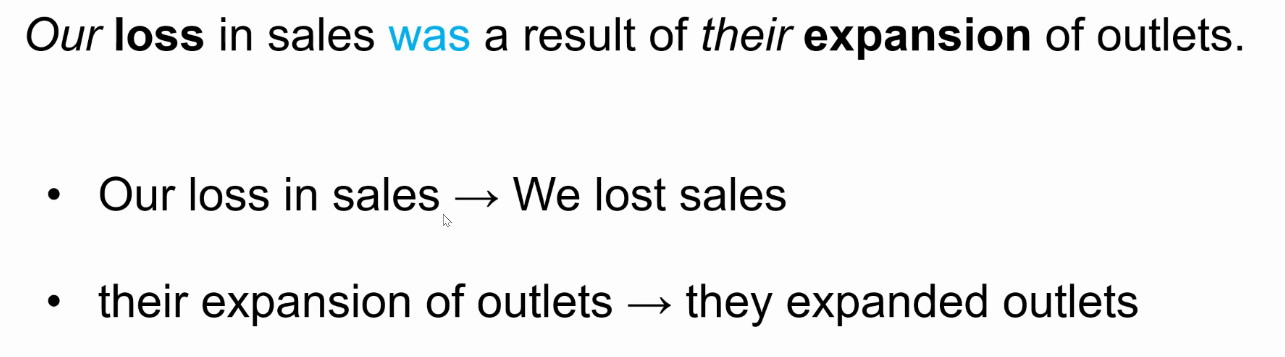 Our loss in sales was a result of their expansion of outlets.
• Our loss in sales → We lost sales
• their expansion of outlets → they expanded outlets